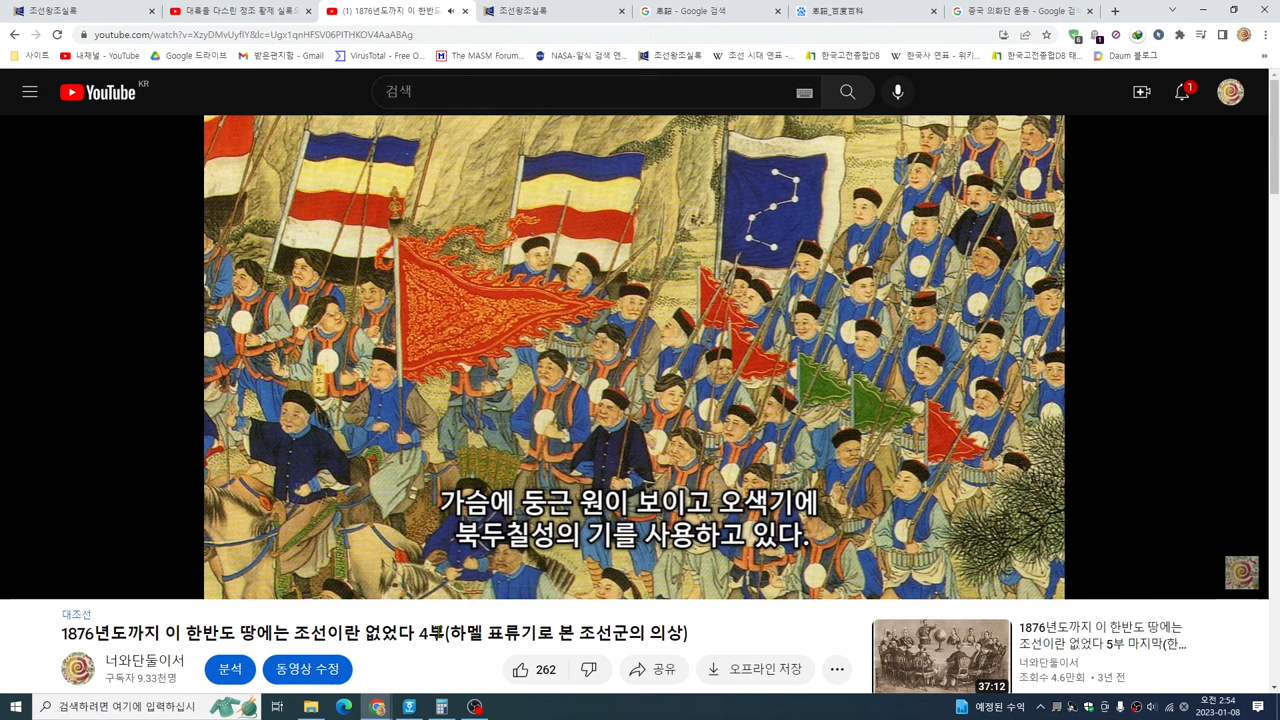 조선왕조실록
대륙을 다스린 정조 황제 실록으
(1) 1876년도까지 이 한반도
조선왕조실록
恩詔 - Google 검색
恩詔_百度百科
중국 의화단 운동 - Google 검색
youtube.com/watch?v=XzyDMvUyfIY&lc=Ugx1qnHFSV06PITHKOV4AaABAg
사이트
내채널 - YouTube
Google 드라이브
받은편지함 - Gmail
VirusTotal - Free O...
The MASM Forum...
NASA-일식 검색 엔...
조선왕조실록
조선 시대 - 위키백...
한국고전종합DB
한국사 연표 - 위키...
한국고전종합DB 태...
Daum 블로그
YouTube KR
검색
1
가슴에 둥근 원이 보이고 오색기에
북두칠성의 기를 사용하고 있다.
대조선
1876년도까지 이 한반도 땅에는 조선이란 없었다 4부(하멜 표류기로 본 조선군의 의상)
너와단둘이서
구독자 9.33천명
분석
동영상 수정
262
공유
오프라인 저장
37:12
1876년도까지 이 한반도 땅에는
조선이란 없었다 5부 마지막(한...
너와단둘이서
조회수 4.6만회 • 3년 전
검색하려면 여기에 입력하십시
예정된 수익
오전 2:54
2023-01-08